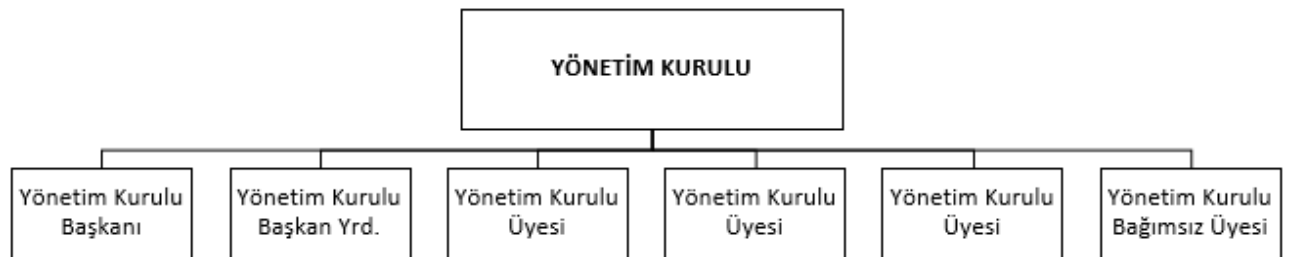 YÖNETİM KURULU
Yönetim Kurulu
Başkanı
Yönetim Kurulu
Başkan Yrd.
Yönetim Kurulu
Üyesi
Yönetim Kurulu
Üyesi
Yönetim Kurulu
Üyesi
Yönetim Kurulu
Bağımsız Üyesi